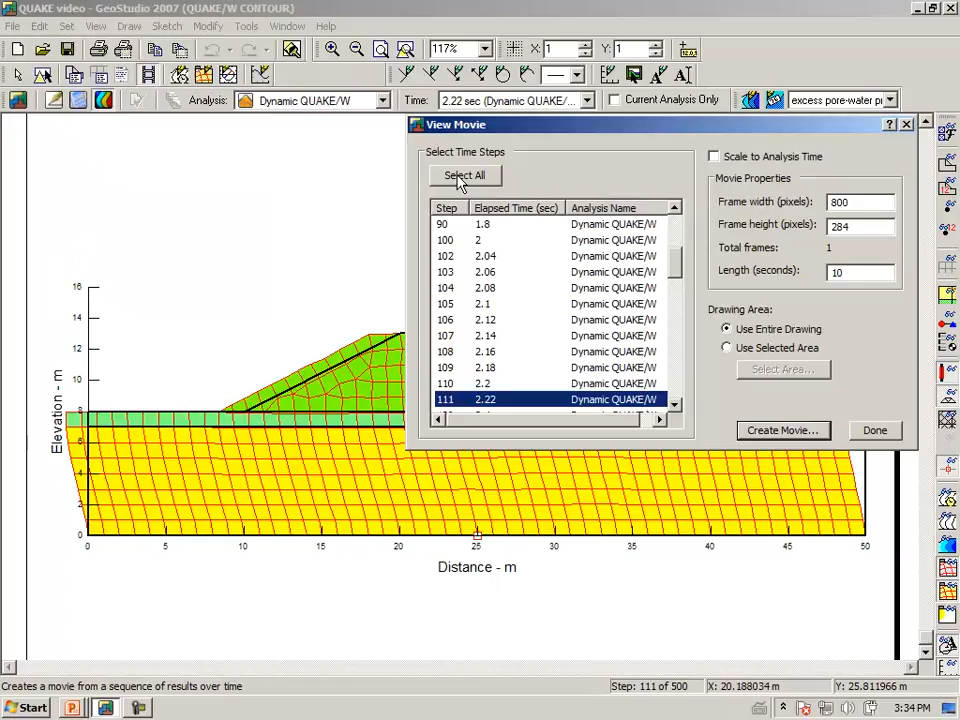 QUAKE video - GeoStudio 2007 (QUAKE/W CONTOUR)
File Edit Set View Draw Sketch Modify Tools Window Help
117% X: 1 Y: 1
Analysis: Dynamic QUAKE/W Time: 2.22 sec (Dynamic QUAKE/... Current Analysis Only excess pore-water pr
View Movie
Select Time Steps
Select All
Step Elapsed Time (sec) Analysis Name
90 1.8 Dynamic QUAKE/W
100 2 Dynamic QUAKE/W
102 2.04 Dynamic QUAKE/W
103 2.06 Dynamic QUAKE/W
104 2.08 Dynamic QUAKE/W
105 2.1 Dynamic QUAKE/W
106 2.12 Dynamic QUAKE/W
107 2.14 Dynamic QUAKE/W
108 2.16 Dynamic QUAKE/W
109 2.18 Dynamic QUAKE/W
110 2.2 Dynamic QUAKE/W
111 2.22 Dynamic QUAKE/W
Scale to Analysis Time
Movie Properties
Frame width (pixels): 800
Frame height (pixels): 284
Total frames: 1
Length (seconds): 10
Drawing Area:
Use Entire Drawing
Use Selected Area
Select Area...
Create Movie... Done
16
14
12
10
8
6
4
2
0
Elevation - m
0 5 10 15 20 25 30 35 40 45 50
Distance - m
Creates a movie from a sequence of results over time Step: 111 of 500 X: 20.188034 m Y: 25.811966 m
Start 3:34 PM